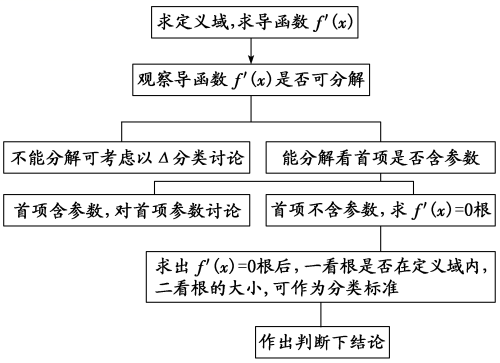 求定义域,求导函数 f′(x)
观察导函数 f′(x)是否可分解
不能分解可考虑以 Δ分类讨论
能分解看首项是否含参数
首项含参数,对首项参数讨论
首项不含参数,求 f′(x)=0根
求出 f′(x)=0根后,一看根是否在定义域内,
二看根的大小,可作为分类标准
作出判断下结论